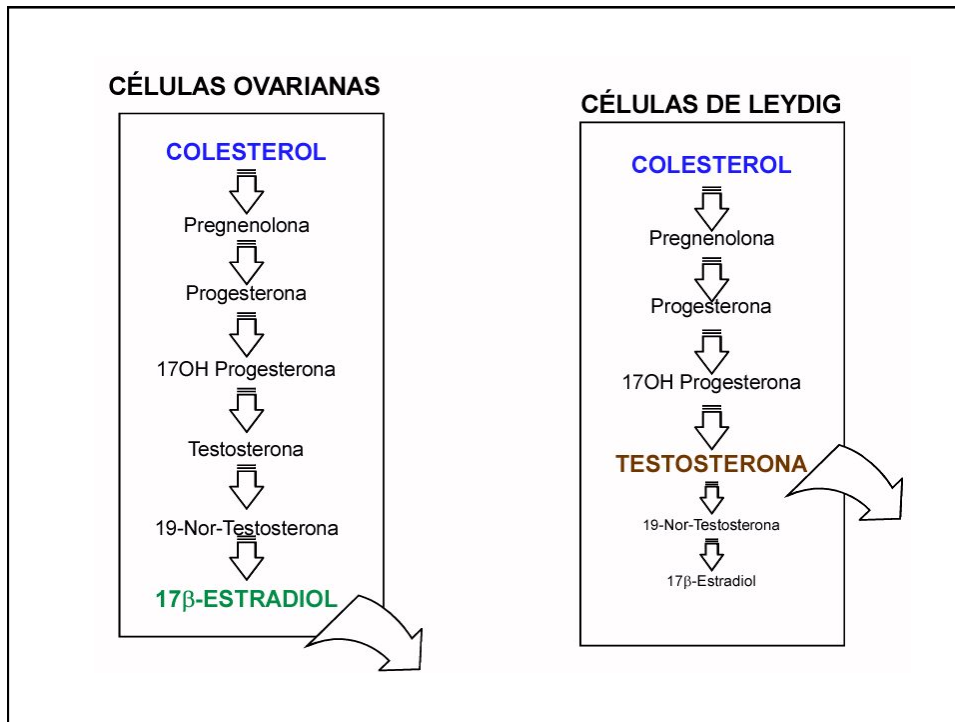 CÉLULAS OVARIANAS
COLESTEROL
Pregnenolona
Progesterona
17OH Progesterona
Testosterona
19-Nor-Testosterona
17β-ESTRADIOL
CÉLULAS DE LEYDIG
COLESTEROL
Pregnenolona
Progesterona
17OH Progesterona
TESTOSTERONA
19-Nor-Testosterona
17β-Estradiol